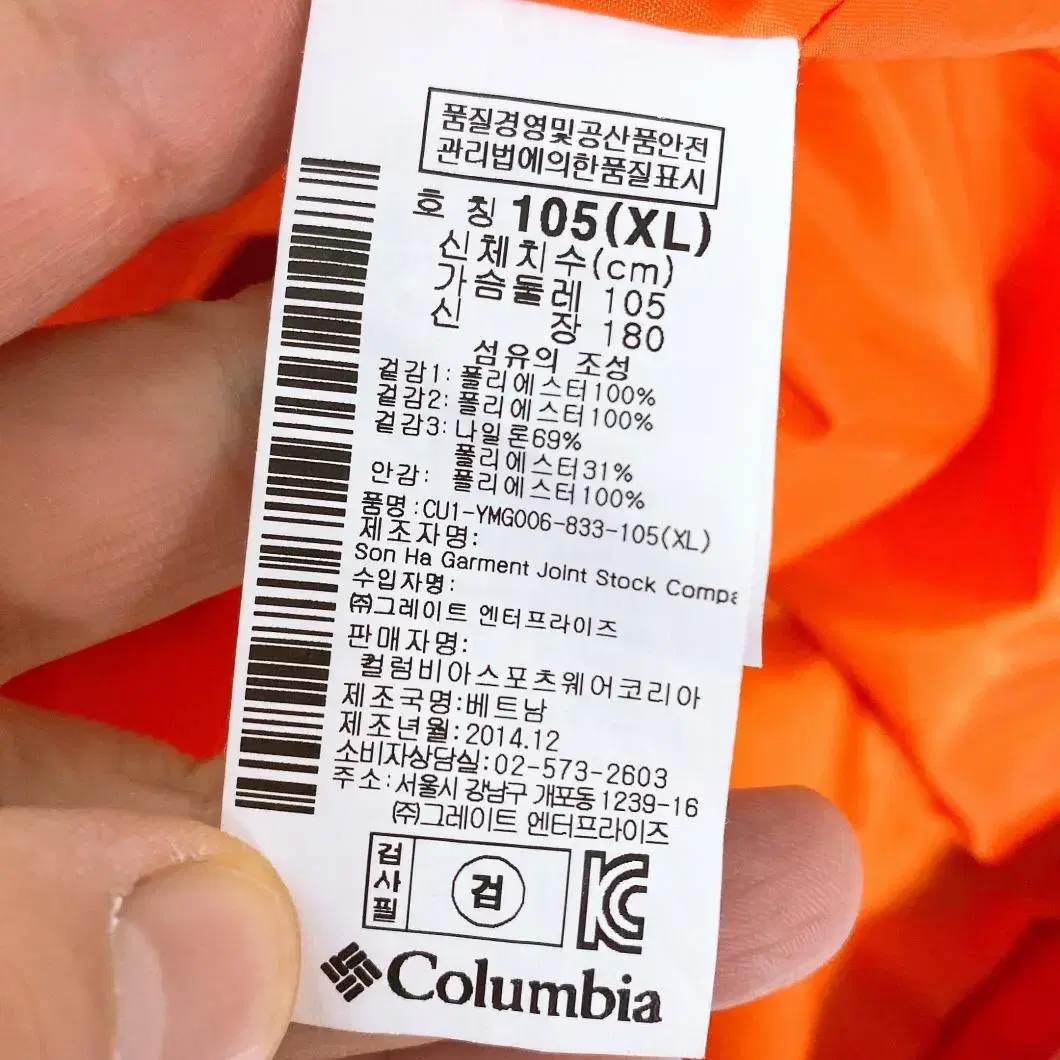 품질경영및공산품안전
관리법에의한품질표시
호 칭 105(XL)
신체치수(cm)
가슴둘레 105
신 장 180
섬유의 조성
겉감1: 폴리에스터100%
겉감2: 폴리에스터100%
겉감3: 나일론69%
폴리에스터31%
안감: 폴리에스터100%
품명:CU1-YMG006-833-105(XL)
제조자명:
Son Ha Garment Joint Stock Compa
수입자명:
㈜그레이트 엔터프라이즈
판매자명:
컬럼비아스포츠웨어코리아
제조국명:베트남
제조년월:2014.12
소비자상담실:02-573-2603
주소:서울시 강남구 개포동1239-16
㈜그레이트 엔터프라이즈
검사필 검 KC
Columbia